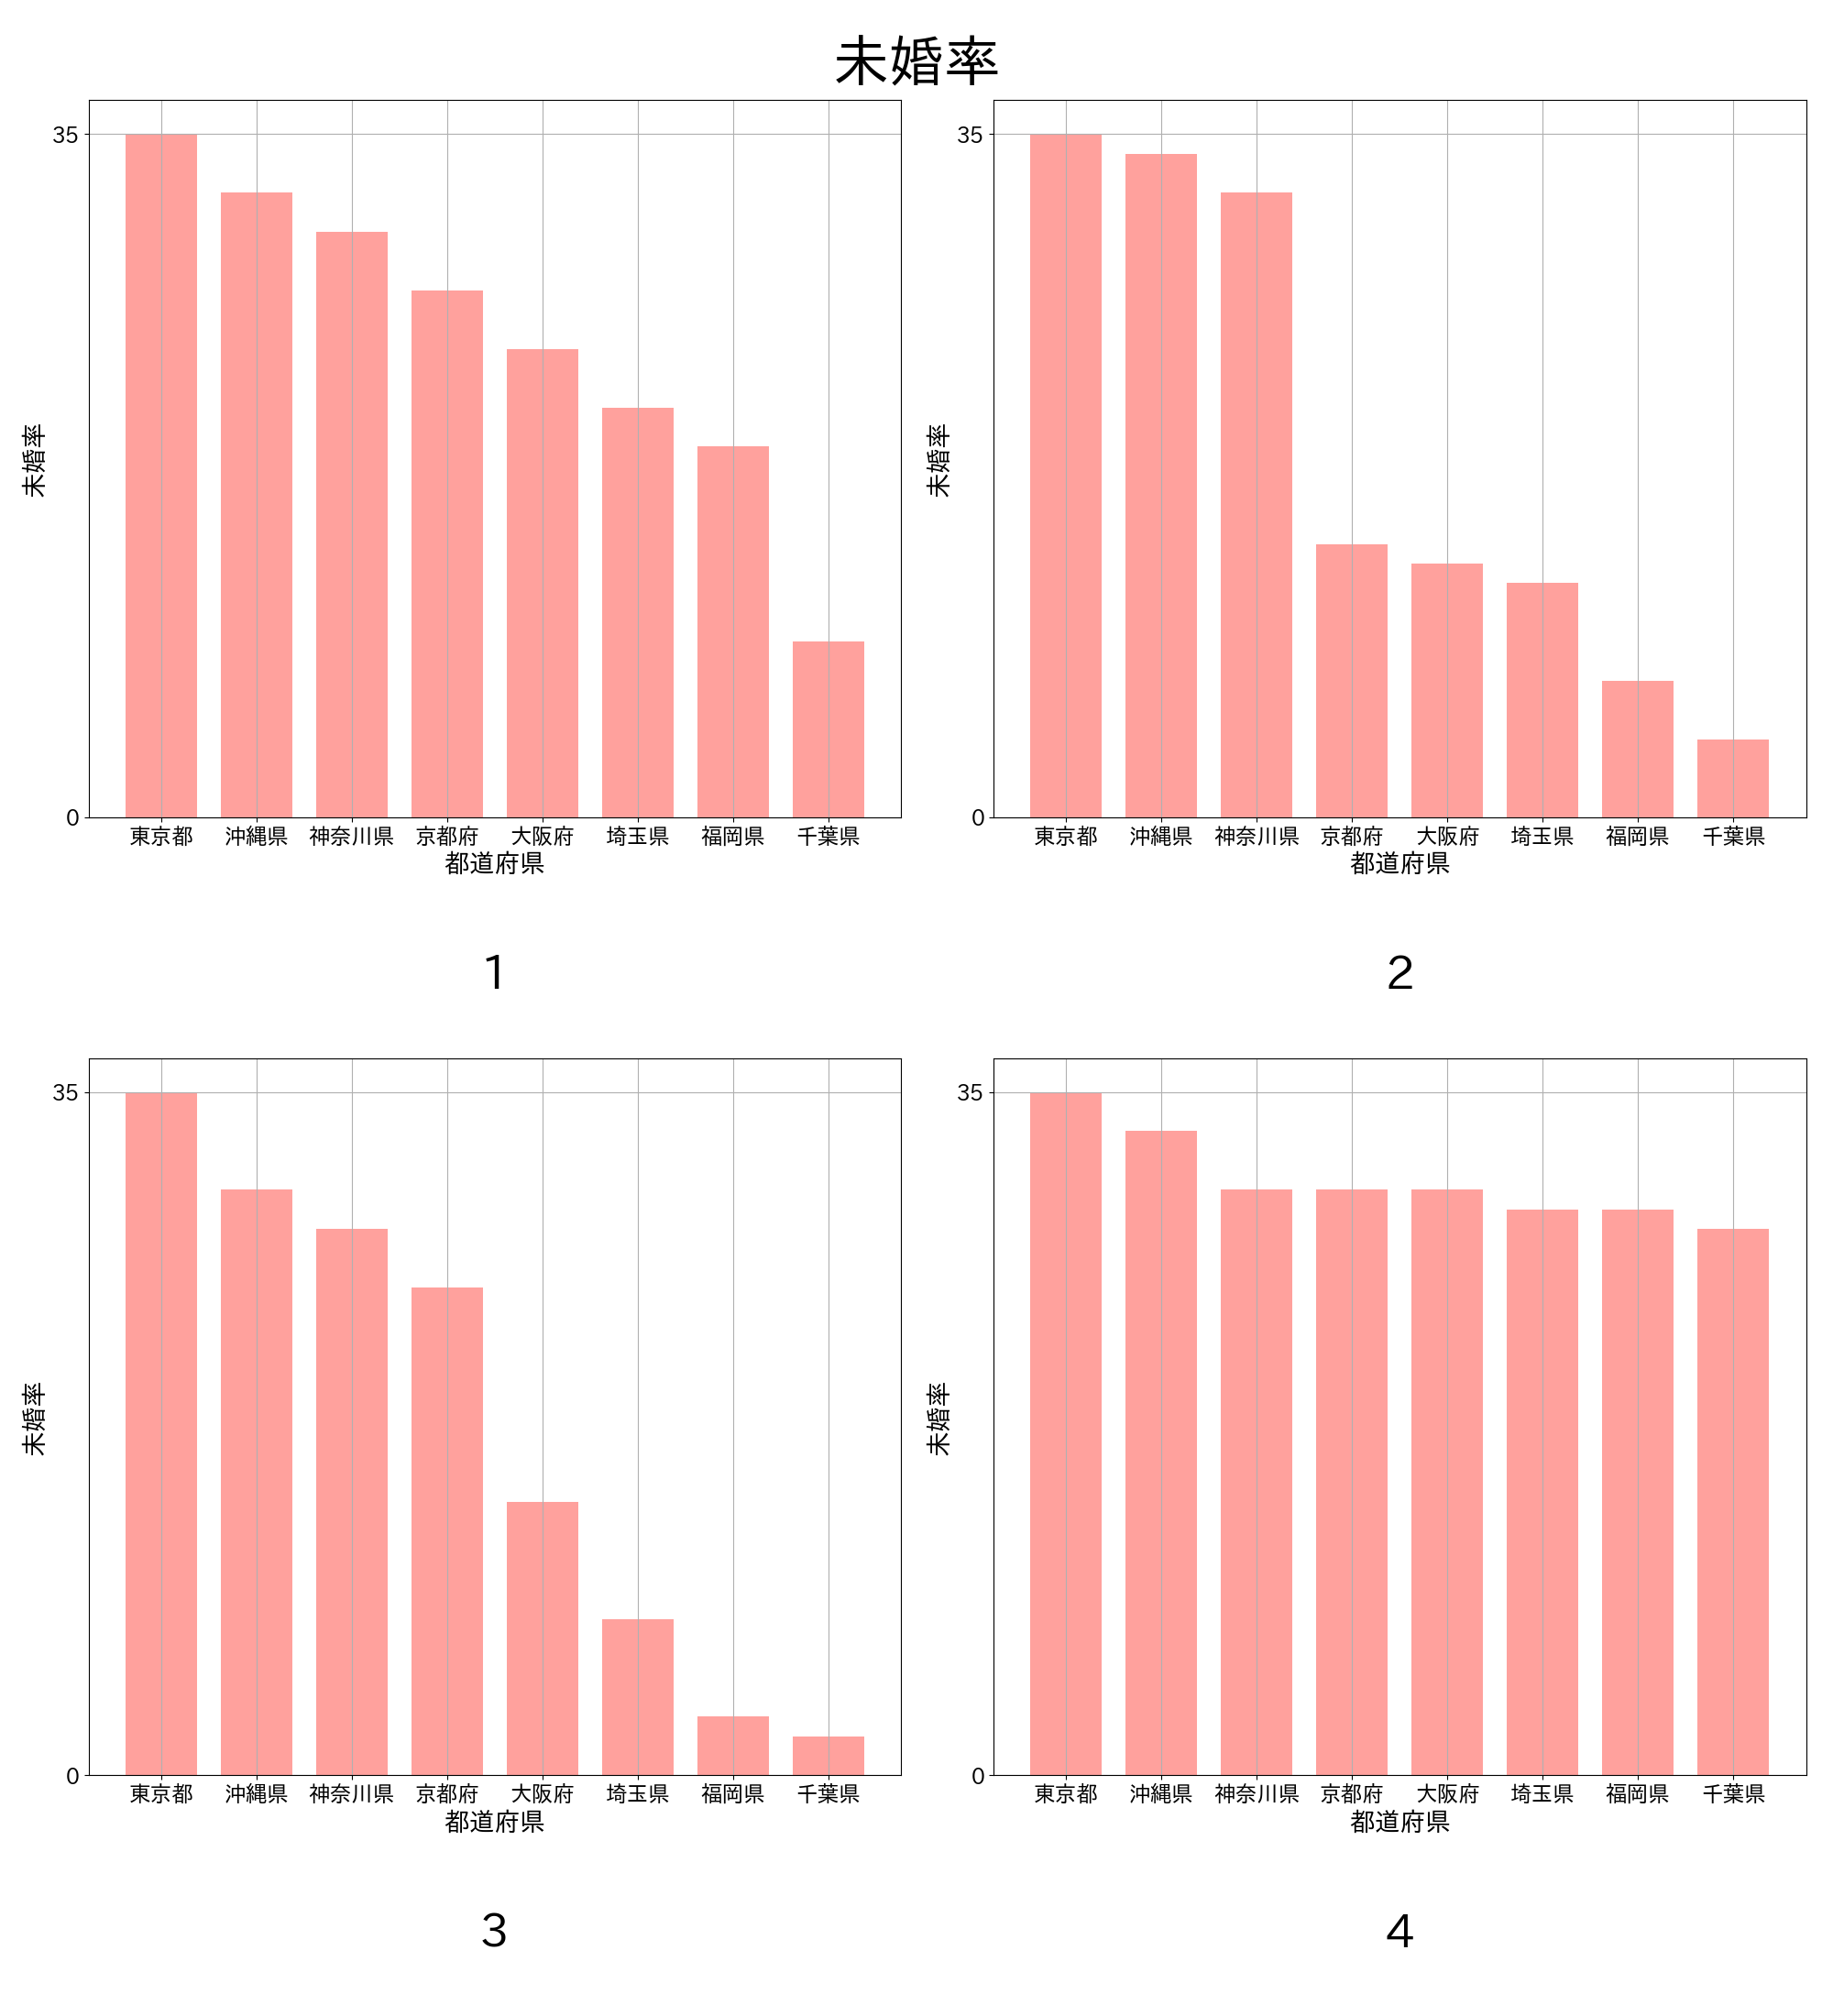 未婚率
35
0
未婚率
東京都 沖縄県 神奈川県 京都府 大阪府 埼玉県 福岡県 千葉県
都道府県
1
35
0
未婚率
東京都 沖縄県 神奈川県 京都府 大阪府 埼玉県 福岡県 千葉県
都道府県
2
35
0
未婚率
東京都 沖縄県 神奈川県 京都府 大阪府 埼玉県 福岡県 千葉県
都道府県
3
35
0
未婚率
東京都 沖縄県 神奈川県 京都府 大阪府 埼玉県 福岡県 千葉県
都道府県
4